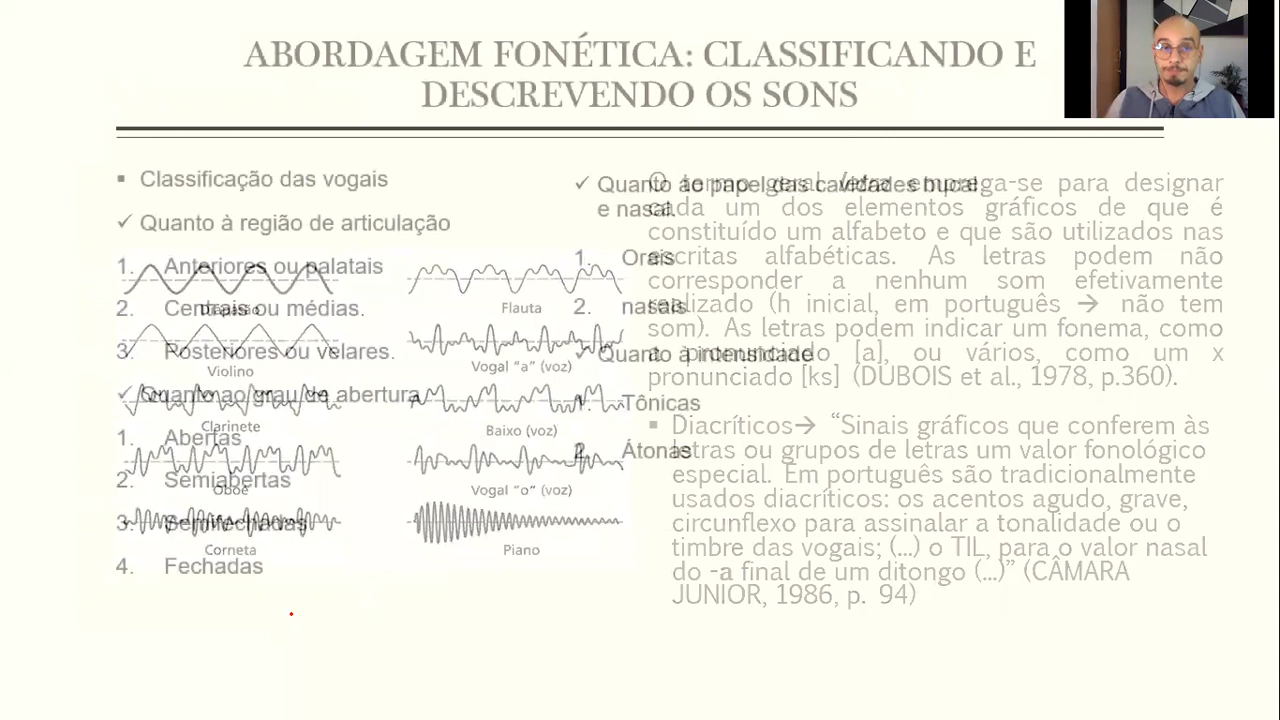 ABORDAGEM FONÉTICA: CLASSIFICANDO E
DESCREVENDO OS SONS
▪ Classificação das vogais
✓ Quanto à região de articulação
1. Anteriores ou palatais
2. Centrais ou médias.
3. Posteriores ou velares.
✓ Quanto ao grau de abertura
1. Abertas
2. Semiabertas
3. Semifechadas
4. Fechadas
✓ Quanto ao papel das cavidades bucal
e nasal.
1. Orais
2. nasais
✓ Quanto à intensidade
1. Tônicas
2. Átonas
Diapasão
Flauta
Violino
Vogal “a” (voz)
Clarinete
Baixo (voz)
Oboé
Vogal “o” (voz)
Corneta
Piano
O termo geral letra emprega-se para designar
cada um dos elementos gráficos de que é
constituído um alfabeto e que são utilizados nas
escritas alfabéticas. As letras podem não
corresponder a nenhum som efetivamente
realizado (h inicial, em português → não tem
som). As letras podem indicar um fonema, como
a pronunciado [a], ou vários, como um x
pronunciado [ks] (DUBOIS et al., 1978, p.360).
▪ Diacríticos→ “Sinais gráficos que conferem às
letras ou grupos de letras um valor fonológico
especial. Em português são tradicionalmente
usados diacríticos: os acentos agudo, grave,
circunflexo para assinalar a tonalidade ou o
timbre das vogais; (...) o TIL, para o valor nasal
do -a final de um ditongo (...)” (CÂMARA
JUNIOR, 1986, p. 94)